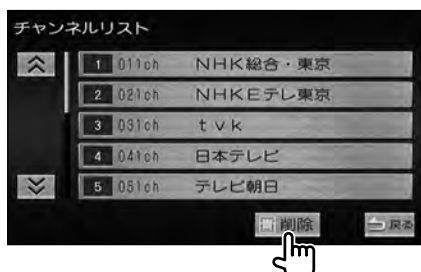 チャンネルリスト
1 011ch NHK総合・東京
2 021ch NHKEテレ東京
3 031ch tvk
4 041ch 日本テレビ
5 051ch テレビ朝日
削除 戻る